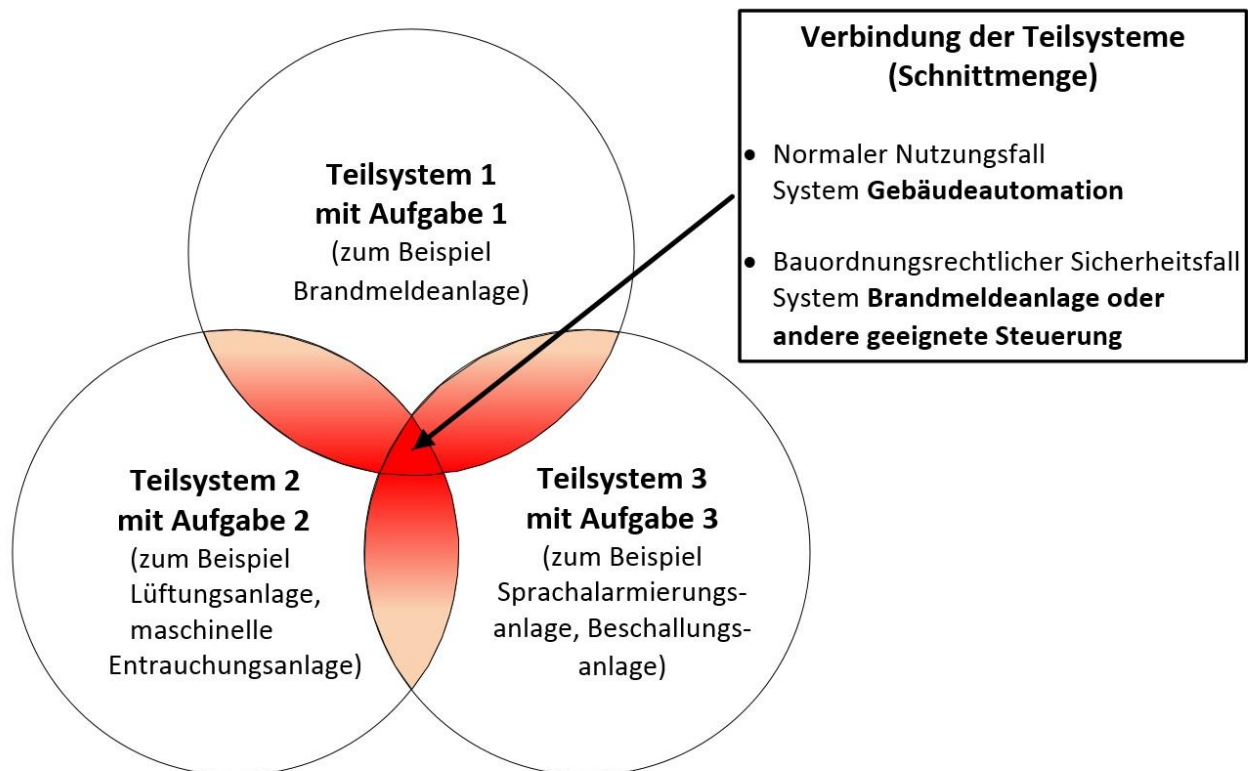 Verbindung der Teilsysteme
(Schnittmenge)
• Normaler Nutzungsfall
System Gebäudeautomation
• Bauordnungsrechtlicher Sicherheitsfall
System Brandmeldeanlage oder
andere geeignete Steuerung
Teilsystem 1
mit Aufgabe 1
(zum Beispiel
Brandmeldeanlage)
Teilsystem 2
mit Aufgabe 2
(zum Beispiel
Lüftungsanlage,
maschinelle
Entrauchungsanlage)
Teilsystem 3
mit Aufgabe 3
(zum Beispiel
Sprachalarmierungs-
anlage, Beschallungs-
anlage)